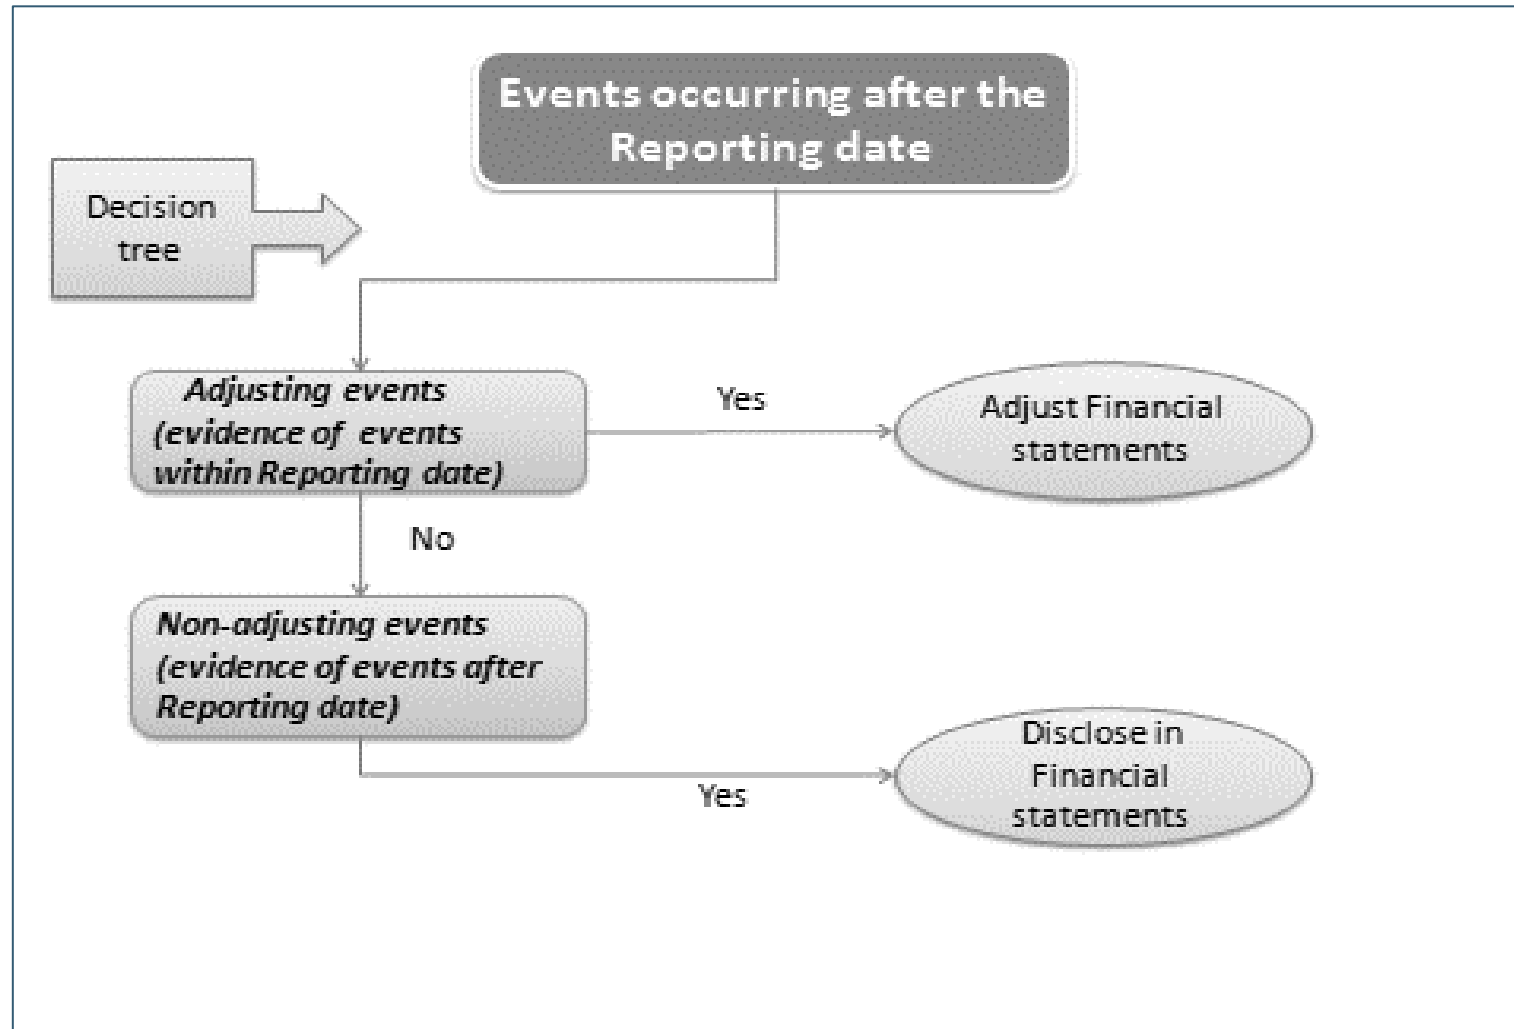 Events occurring after the
Reporting date
Decision
tree
Adjusting events
(evidence of events
within Reporting date)
Yes
Adjust Financial
statements
No
Non-adjusting events
(evidence of events after
Reporting date)
Yes
Disclose in
Financial
statements